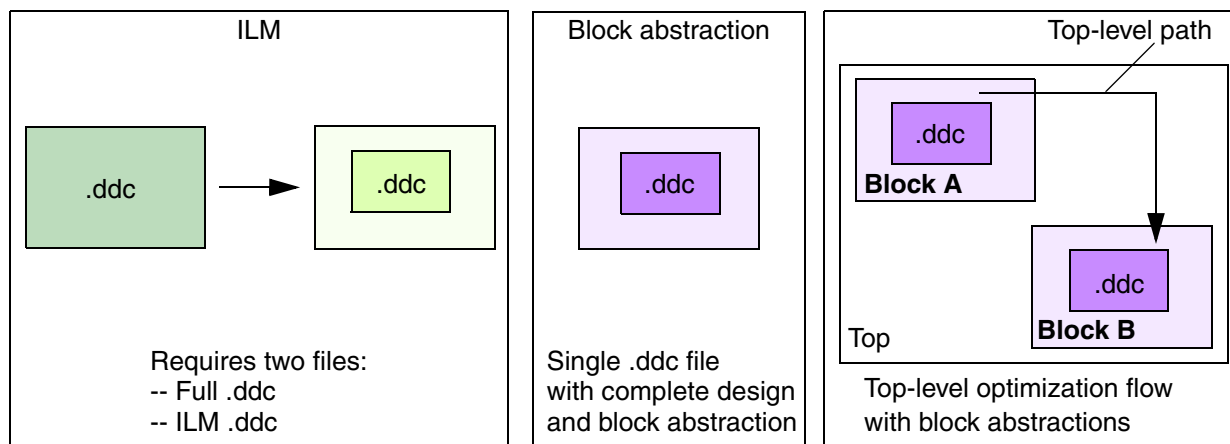 ILM
.ddc
.ddc
Requires two files:
-- Full .ddc
-- ILM .ddc
Block abstraction
.ddc
Single .ddc file
with complete design
and block abstraction
Top-level path
.ddc
Block A
.ddc
Block B
Top
Top-level optimization flow
with block abstractions